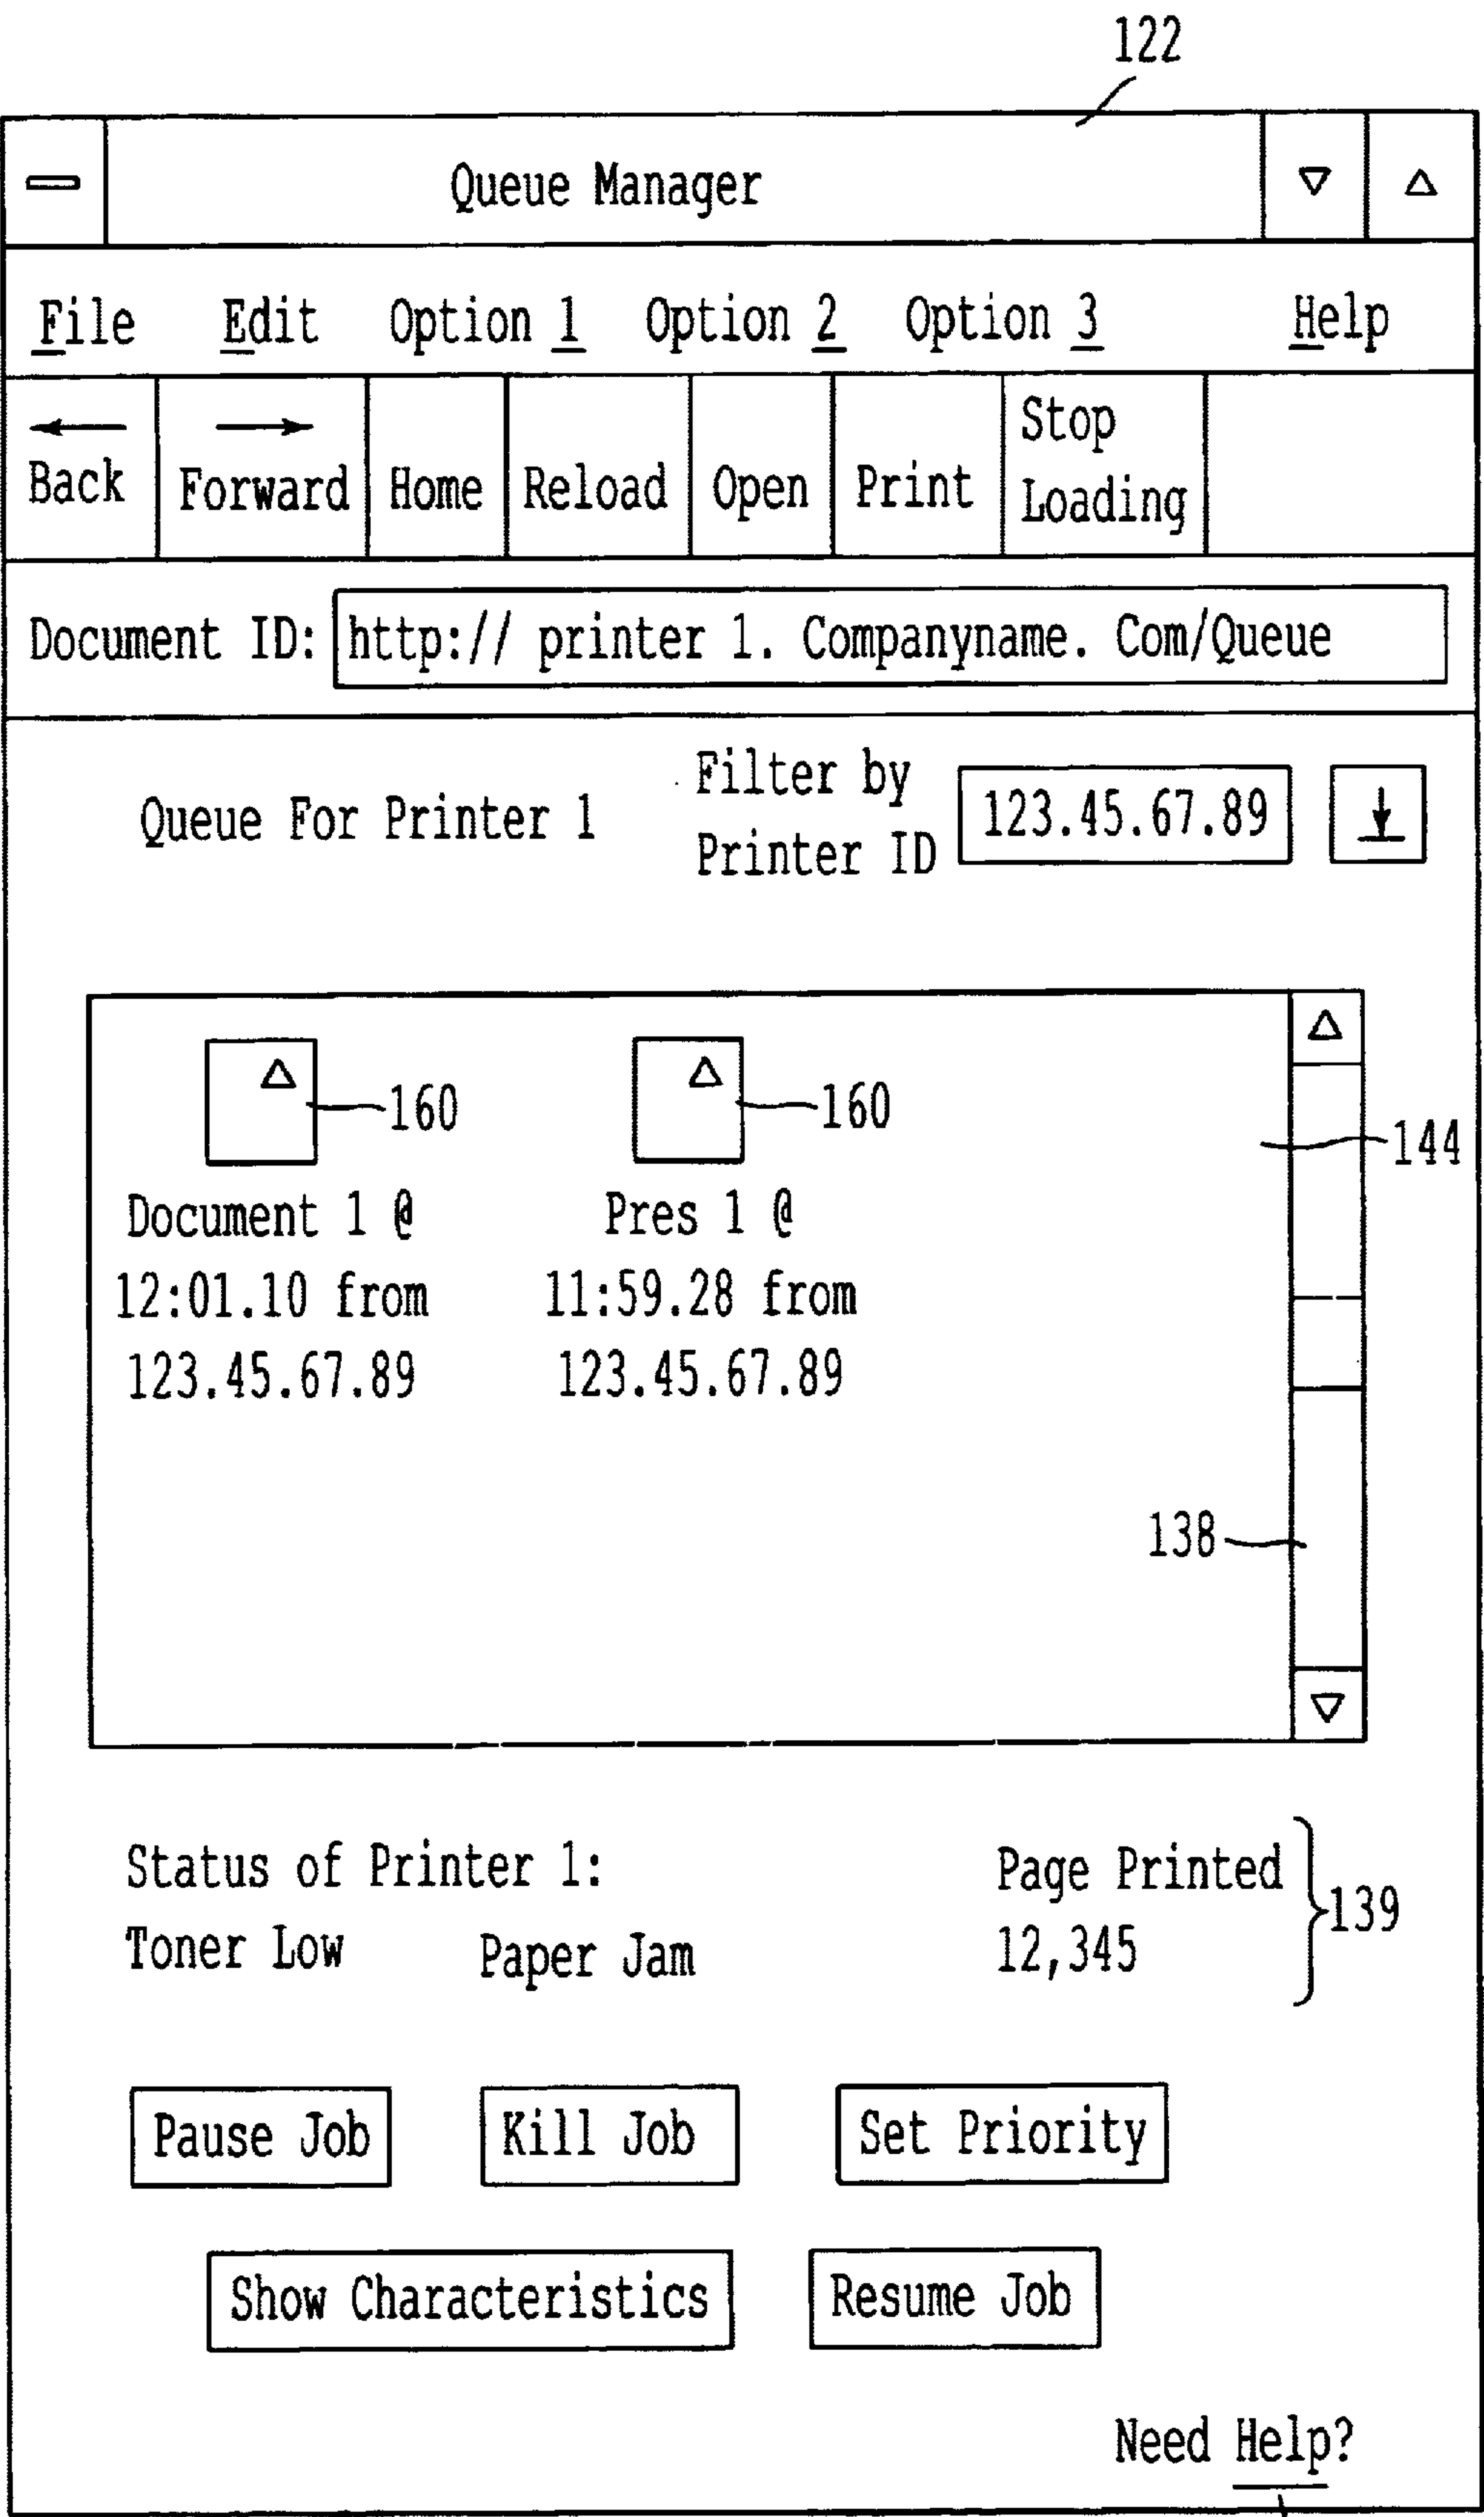 122
Queue Manager
File Edit Option 1 Option 2 Option 3 Help
Back Forward Home Reload Open Print Stop Loading
Document ID: http:// printer 1. Companyname. Com/Queue
Queue For Printer 1
Filter by
Printer ID
123.45.67.89
160
160
144
Document 1 @
12:01.10 from
123.45.67.89
Pres 1 @
11:59.28 from
123.45.67.89
138
Status of Printer 1:
Toner Low Paper Jam
Page Printed
12,345
139
Pause Job Kill Job Set Priority
Show Characteristics Resume Job
Need Help?